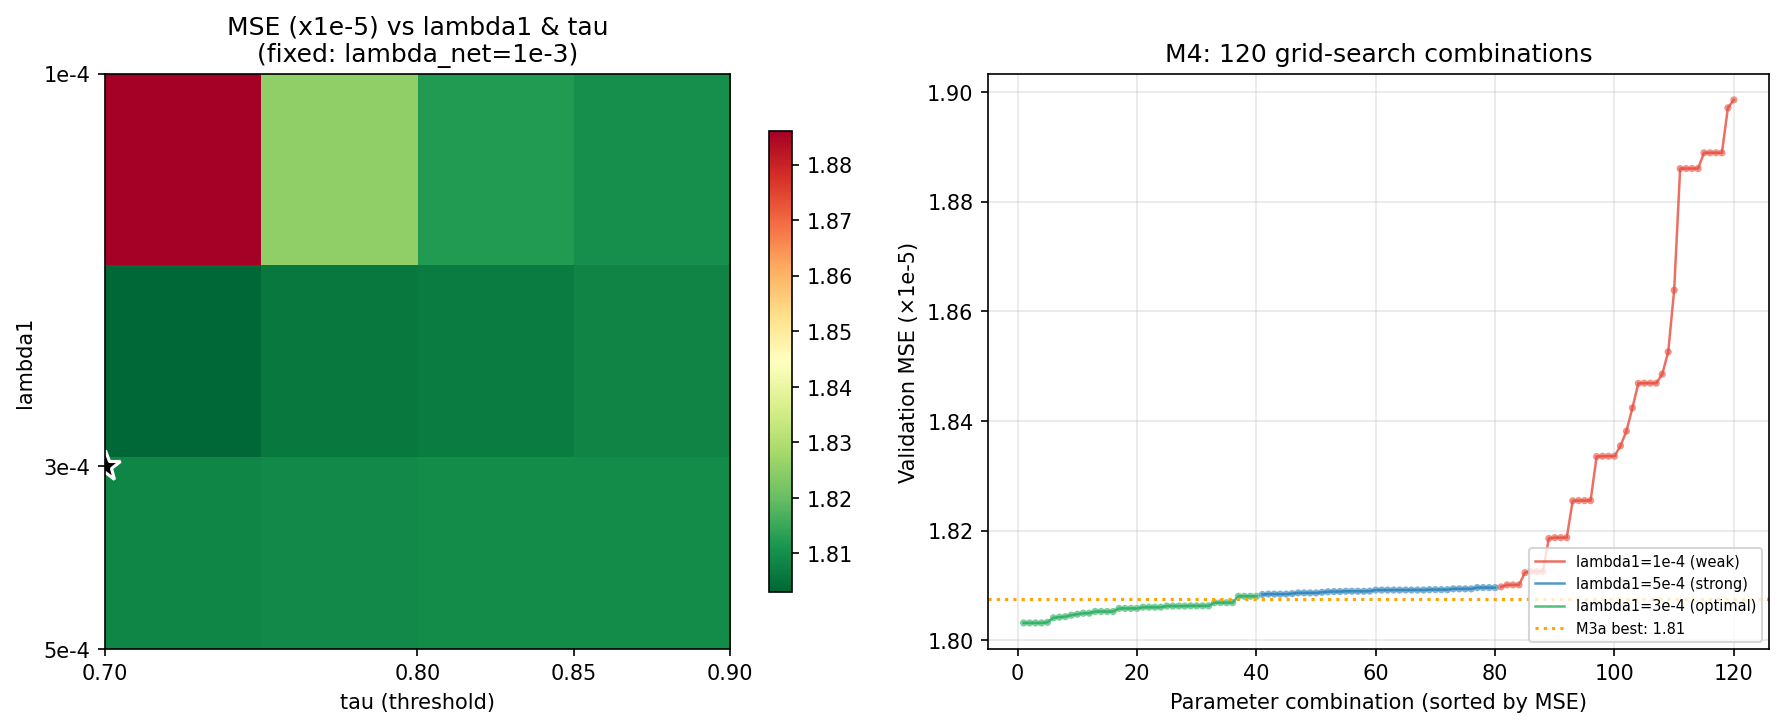 MSE (x1e-5) vs lambda1 & tau
(fixed: lambda_net=1e-3)
lambda1
1e-4
3e-4
5e-4
0.70
0.80
0.85
0.90
tau (threshold)
1.88
1.87
1.86
1.85
1.84
1.83
1.82
1.81
M4: 120 grid-search combinations
Validation MSE (×1e-5)
1.90
1.88
1.86
1.84
1.82
1.80
0
20
40
60
80
100
120
Parameter combination (sorted by MSE)
lambda1=1e-4 (weak)
lambda1=5e-4 (strong)
lambda1=3e-4 (optimal)
M3a best: 1.81